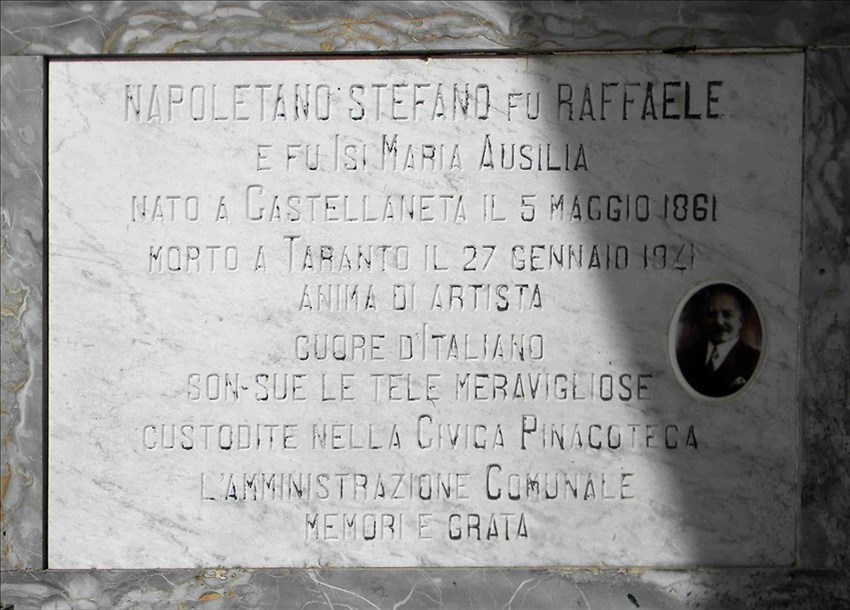 NAPOLETANO STEFANO FU RAFFAELE
E FU ISI MARIA AUSILIA
NATO A CASTELLANETA IL 5 MAGGIO 1861
MORTO A TARANTO IL 27 GENNAIO 1941
ANIMA DI ARTISTA
CUORE D'ITALIANO
SON-SUE LE TELE MERAVIGLIOSE
CUSTODITE NELLA CIVICA PINACOTECA
L'AMMINISTRAZIONE COMUNALE
MEMORI E GRATA